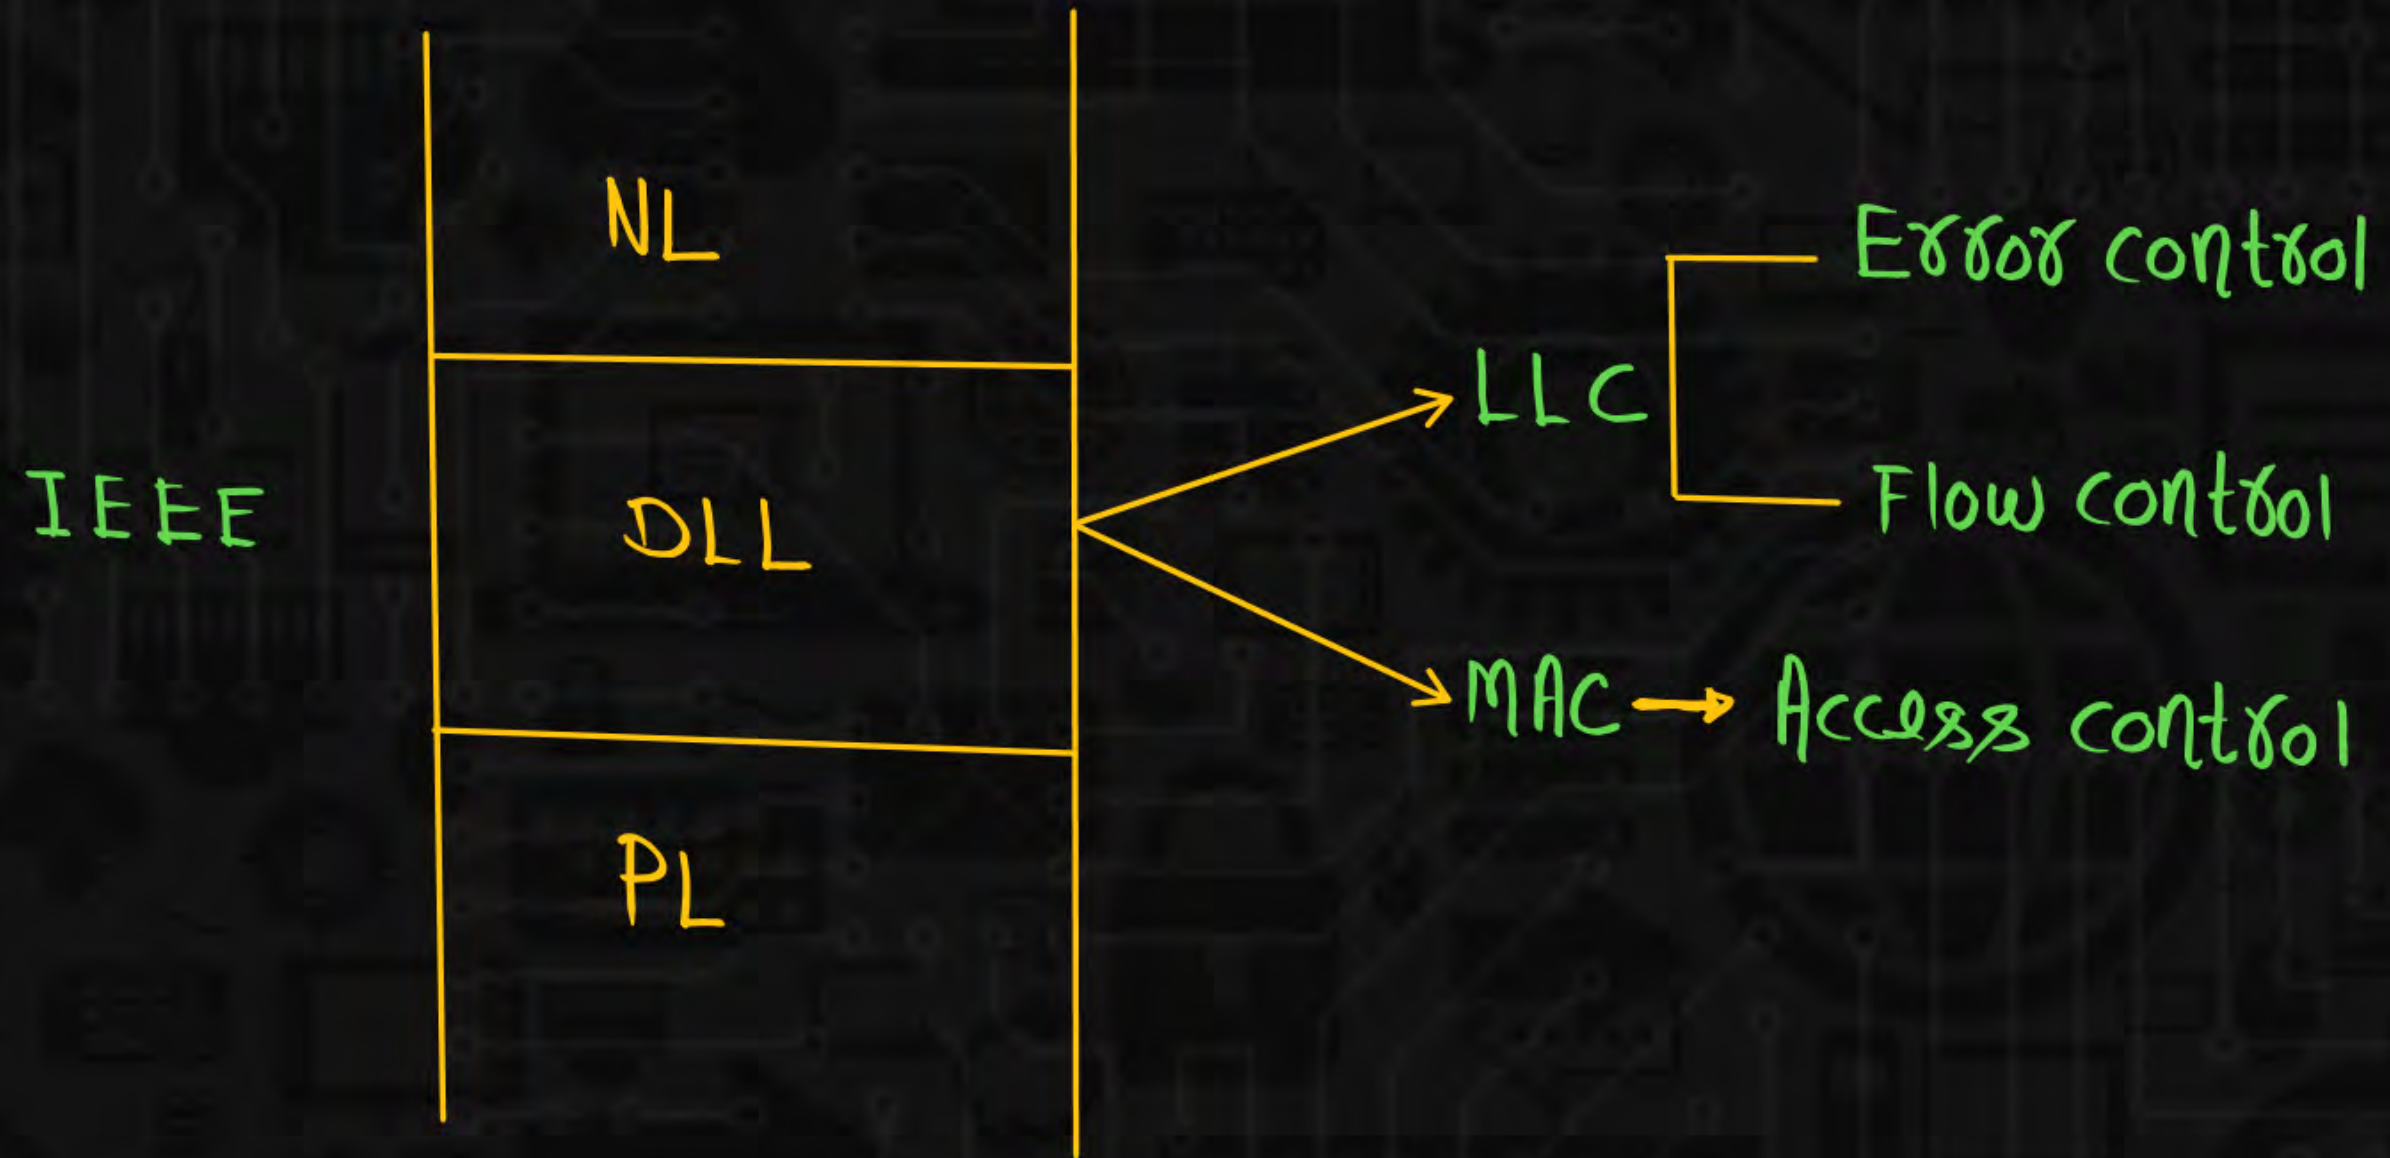 NL
Error control
LLC
IEEE
DLL
Flow control
MAC
Access control
PL